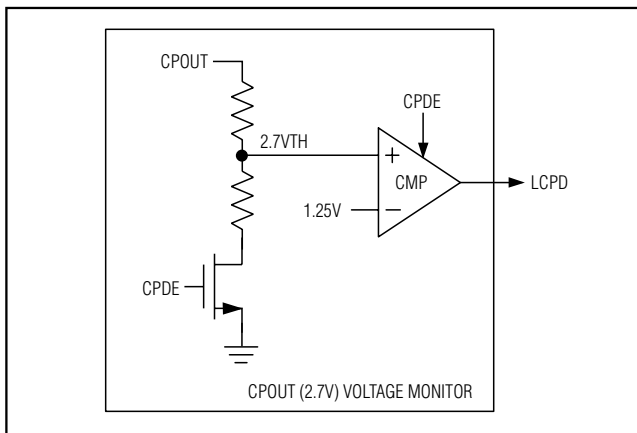 CPOUT
CPDE
2.7VTH
+
CMP
LCPD
1.25V
−
CPDE
CPOUT (2.7V) VOLTAGE MONITOR